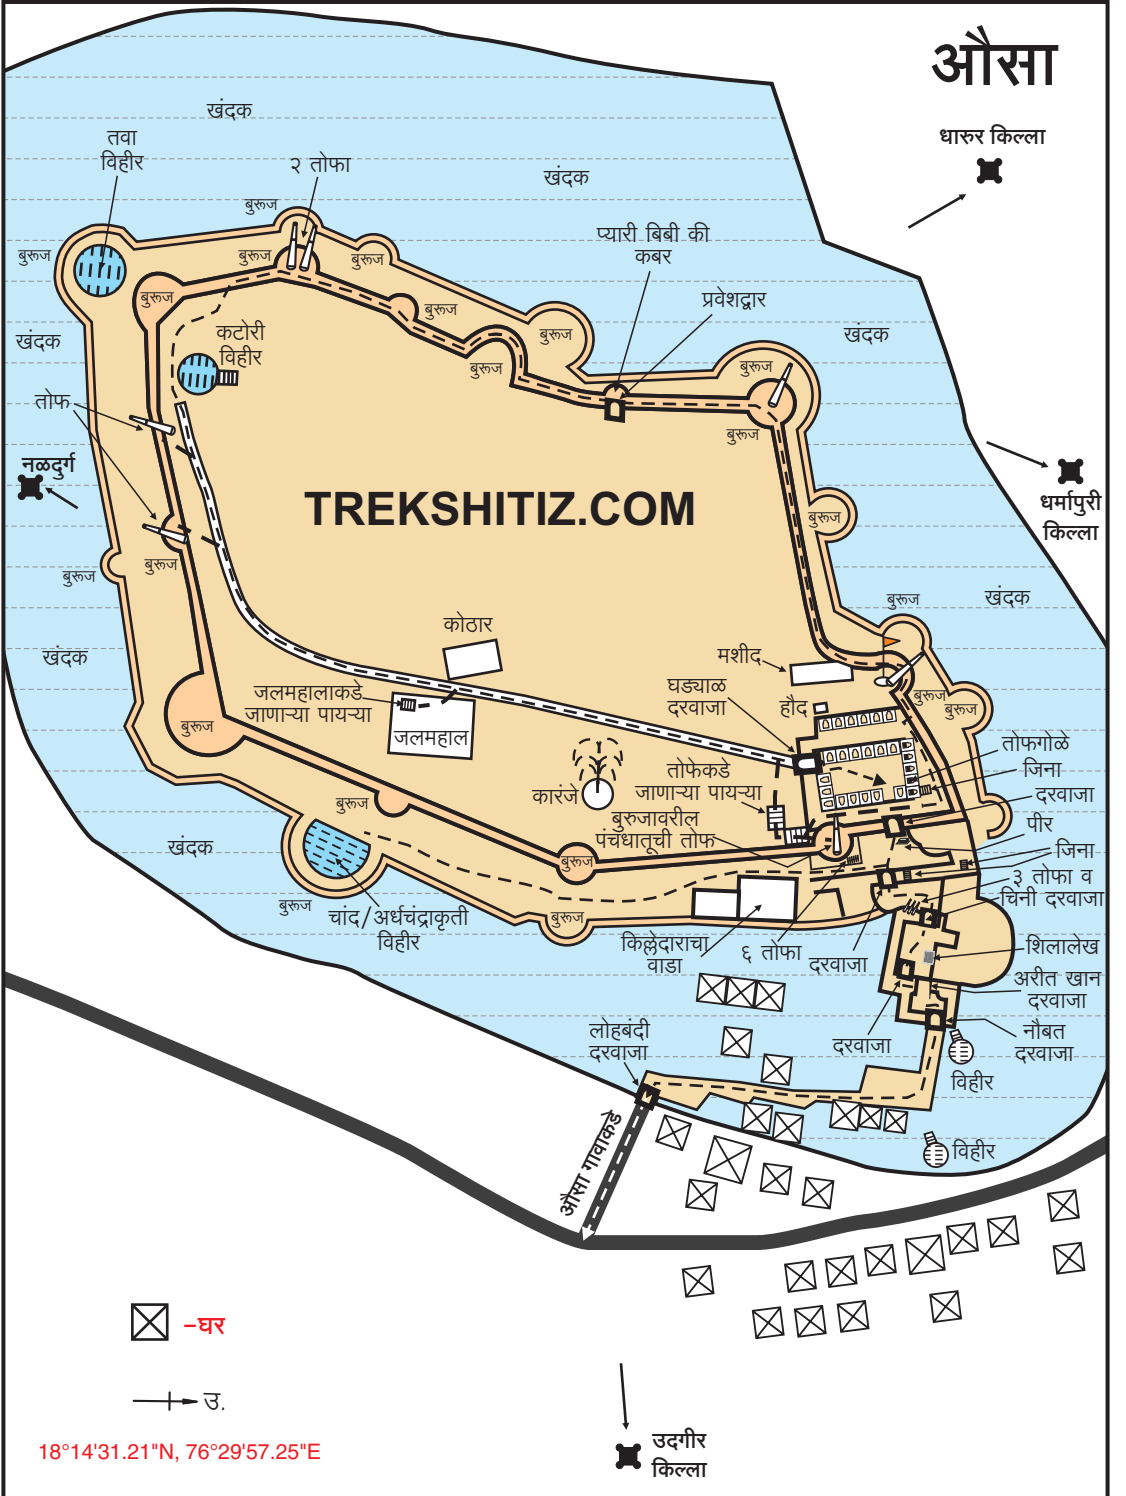 औसा
धारुर किल्ला
खंदक
तवा
विहीर
२ तोफा
खंदक
बुरूज
बुरूज
बुरूज
बुरूज
प्यारी बिबी की
कबर
प्रवेशद्वार
बुरूज
बुरूज
बुरूज
खंदक
कटोरी
विहीर
बुरूज
बुरूज
खंदक
तोफ
बुरूज
नळदुर्ग
TREKSHITIZ.COM
बुरूज
धर्मापुरी
किल्ला
बुरूज
बुरूज
खंदक
बुरूज
खंदक
कोठार
मशीद
जलमहालाकडे
जाणाऱ्या पायऱ्या
घड्याळ
दरवाजा
हौद
बुरूज
बुरूज
बुरूज
जलमहाल
तोफगोळे
जिना
तोफेकडे
जाणाऱ्या पायऱ्या
कारंजे
दरवाजा
बुरूज
बुरुजावरील
पंचधातूची तोफ
पीर
जिना
खंदक
बुरूज
३ तोफा व
चिनी दरवाजा
बुरूज
चांद/अर्धचंद्राकृती
विहीर
बुरूज
किल्लेदाराचा
वाडा
६ तोफा
दरवाजा
शिलालेख
अरीत खान
दरवाजा
लोहबंदी
दरवाजा
दरवाजा
नौबत
दरवाजा
विहीर
विहीर
औसा गावाकडे
–घर
उ.
18°14'31.21"N, 76°29'57.25"E
उदगीर
किल्ला